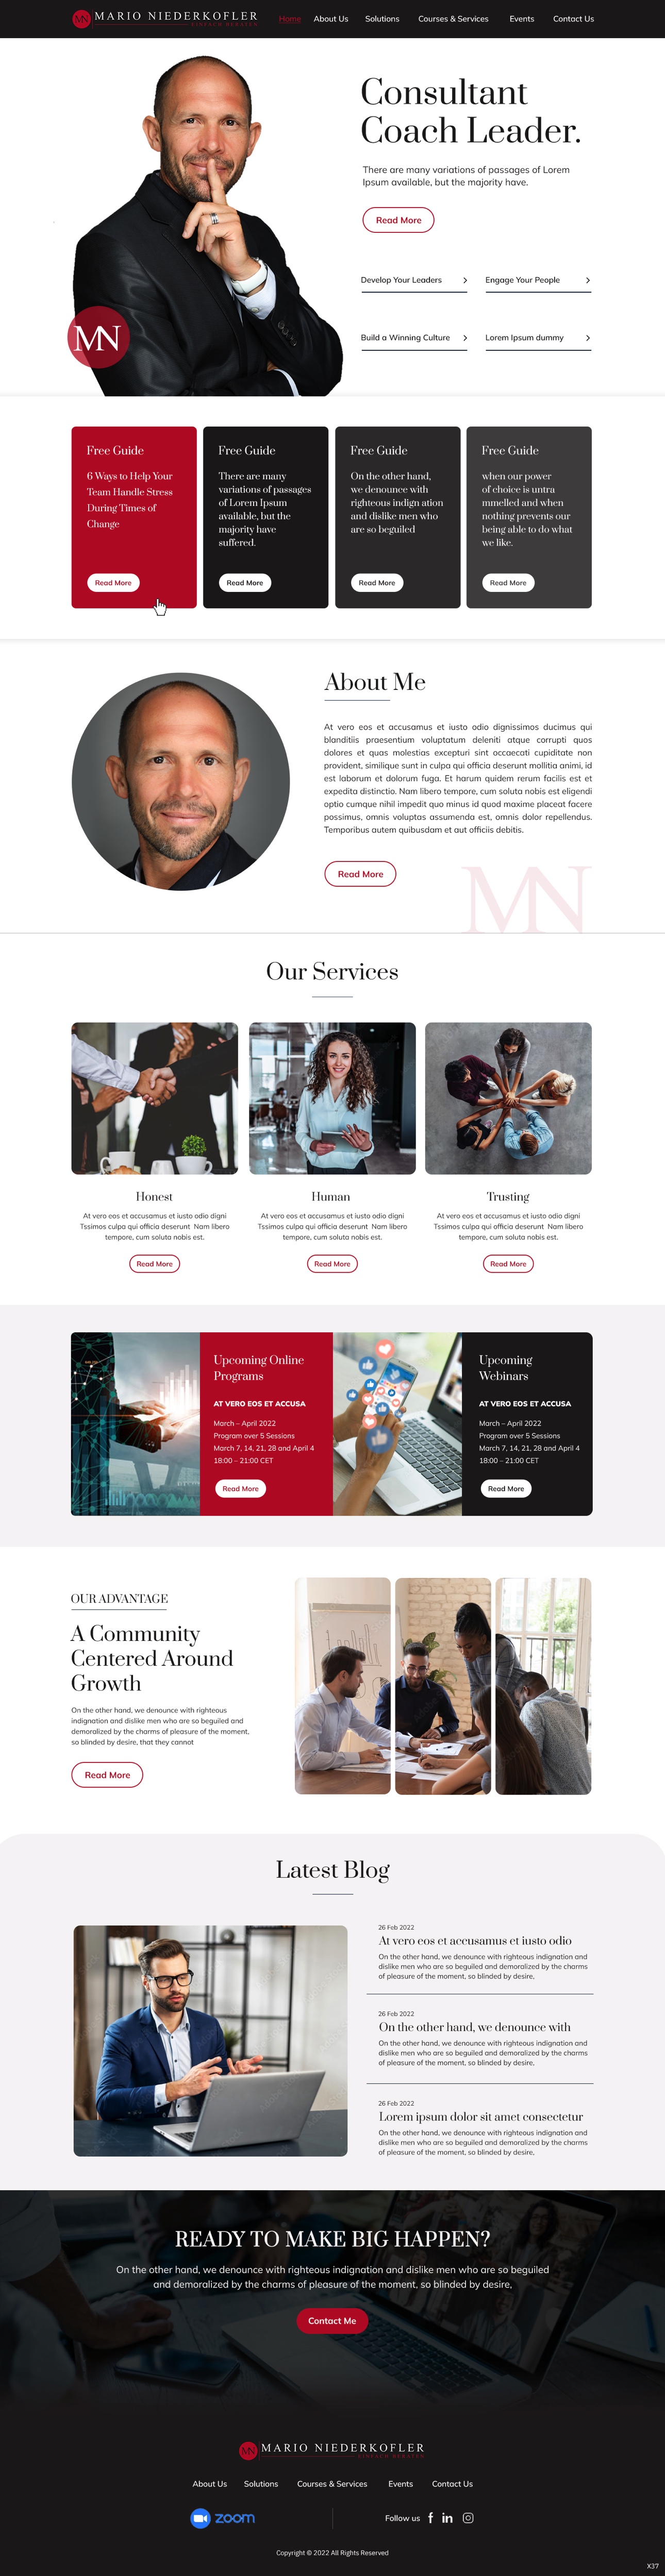 MN MARIO NIEDERKOFLER
Home About Us Solutions Courses & Services Events Contact Us
Consultant
Coach Leader.
There are many variations of passages of Lorem
Ipsum available, but the majority have.
Read More
Develop Your Leaders
Engage Your People
Build a Winning Culture
Lorem Ipsum dummy
MN
Free Guide
6 Ways to Help Your
Team Handle Stress
During Times of
Change
Read More
Free Guide
There are many
variations of passages
of Lorem Ipsum
available, but the
majority have
suffered.
Read More
Free Guide
On the other hand,
we denounce with
righteous indign ation
and dislike men who
are so beguiled
Read More
Free Guide
when our power
of choice is untra
mmelled and when
nothing prevents our
being able to do what
we like.
Read More
About Me
At vero eos et accusamus et iusto odio dignissimos ducimus qui
blanditiis praesentium voluptatum deleniti atque corrupti quos
dolores et quas molestias excepturi sint occaecati cupiditate non
provident, similique sunt in culpa qui officia deserunt mollitia animi, id
est laborum et dolorum fuga. Et harum quidem rerum facilis est et
expedita distinctio. Nam libero tempore, cum soluta nobis est eligendi
optio cumque nihil impedit quo minus id quod maxime placeat facere
possimus, omnis voluptas assumenda est, omnis dolor repellendus.
Temporibus autem quibusdam et aut officiis debitis.
Read More
MN
Our Services
Honest
At vero eos et accusamus et iusto odio digni
Tssimos culpa qui officia deserunt Nam libero
tempore, cum soluta nobis est.
Read More
Human
At vero eos et accusamus et iusto odio digni
Tssimos culpa qui officia deserunt Nam libero
tempore, cum soluta nobis est.
Read More
Trusting
At vero eos et accusamus et iusto odio digni
Tssimos culpa qui officia deserunt Nam libero
tempore, cum soluta nobis est.
Read More
Upcoming Online
Programs
AT VERO EOS ET ACCUSA
March – April 2022
Program over 5 Sessions
March 7, 14, 21, 28 and April 4
18:00 – 21:00 CET
Read More
Upcoming
Webinars
AT VERO EOS ET ACCUSA
March – April 2022
Program over 5 Sessions
March 7, 14, 21, 28 and April 4
18:00 – 21:00 CET
Read More
OUR ADVANTAGE
A Community
Centered Around
Growth
On the other hand, we denounce with righteous
indignation and dislike men who are so beguiled and
demoralized by the charms of pleasure of the moment,
so blinded by desire, that they cannot
Read More
Latest Blog
26 Feb 2022
At vero eos et accusamus et iusto odio
On the other hand, we denounce with righteous indignation and
dislike men who are so beguiled and demoralized by the charms
of pleasure of the moment, so blinded by desire,
26 Feb 2022
On the other hand, we denounce with
On the other hand, we denounce with righteous indignation and
dislike men who are so beguiled and demoralized by the charms
of pleasure of the moment, so blinded by desire,
26 Feb 2022
Lorem ipsum dolor sit amet consectetur
On the other hand, we denounce with righteous indignation and
dislike men who are so beguiled and demoralized by the charms
of pleasure of the moment, so blinded by desire,
READY TO MAKE BIG HAPPEN?
On the other hand, we denounce with righteous indignation and dislike men who are so beguiled
and demoralized by the charms of pleasure of the moment, so blinded by desire,
Contact Me
MN MARIO NIEDERKOFLER
About Us Solutions Courses & Services Events Contact Us
zoom
Follow us
Copyright © 2022 All Rights Reserved
X37